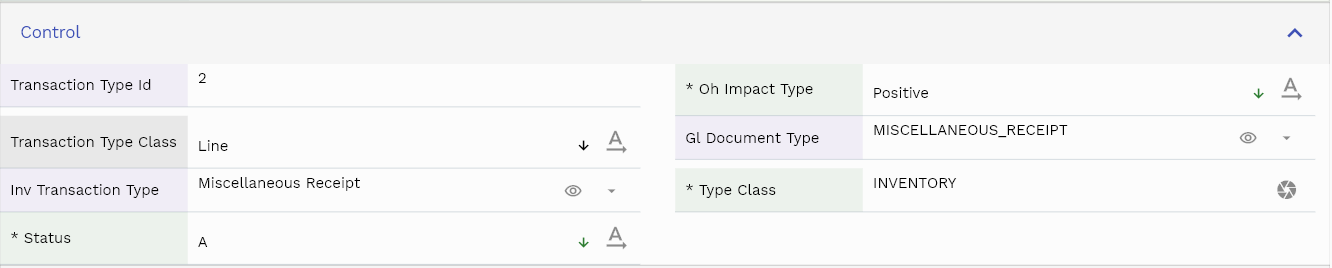 Control
Transaction Type Id 2
* Oh Impact Type Positive
Transaction Type Class Line
Gl Document Type MISCELLANEOUS_RECEIPT
Inv Transaction Type Miscellaneous Receipt
* Type Class INVENTORY
* Status A